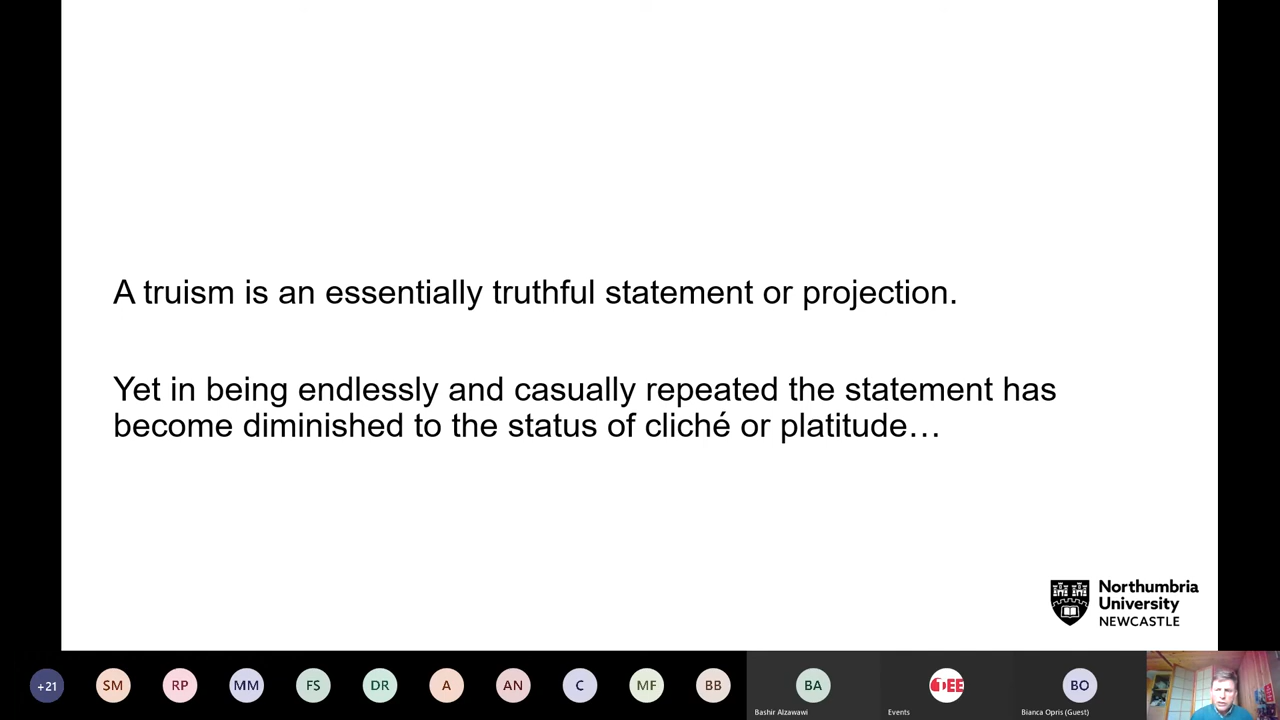 A truism is an essentially truthful statement or projection.
Yet in being endlessly and casually repeated the statement has
become diminished to the status of cliché or platitude…
Northumbria
University
NEWCASTLE
+21
SM
RP
MM
FS
DR
A
AN
C
MF
BB
BA
Bashir Alzawawi
EE
Events
BO
Bianca Opris (Guest)